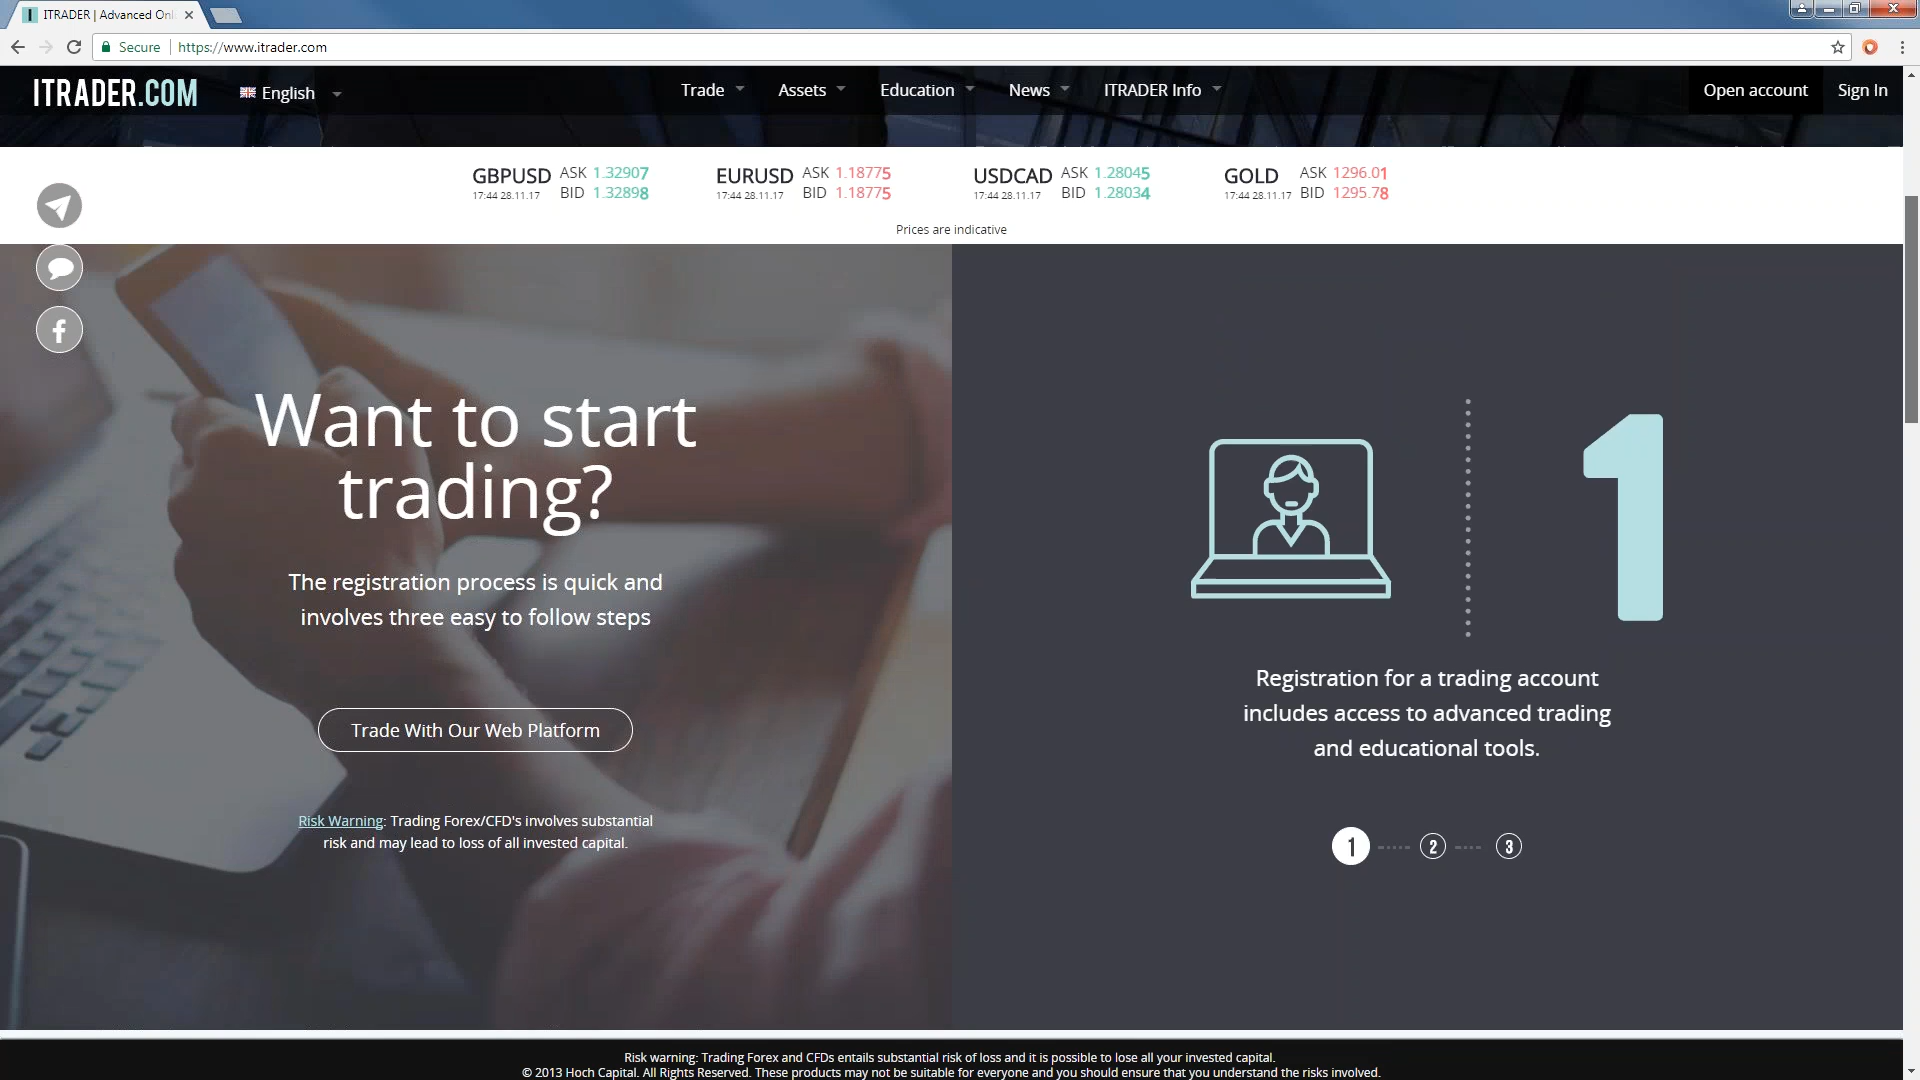 ITRADER | Advanced Onl
Secure https://www.itrader.com
ITRADER.COM English Trade Assets Education News ITRADER Info Open account Sign In
GBPUSD ASK 1.32907 EURUSD ASK 1.18775 USDCAD ASK 1.28045 GOLD ASK 1296.01
17:44 28.11.17 BID 1.32898 17:44 28.11.17 BID 1.18775 17:44 28.11.17 BID 1.28034 17:44 28.11.17 BID 1295.78
Prices are indicative
Want to start
trading?
The registration process is quick and
involves three easy to follow steps
Trade With Our Web Platform
Risk Warning: Trading Forex/CFD's involves substantial
risk and may lead to loss of all invested capital.
1
Registration for a trading account
includes access to advanced trading
and educational tools.
1 2 3
Risk warning: Trading Forex and CFDs entails substantial risk of loss and it is possible to lose all your invested capital.
© 2013 Hoch Capital. All Rights Reserved. These products may not be suitable for everyone and you should ensure that you understand the risks involved.